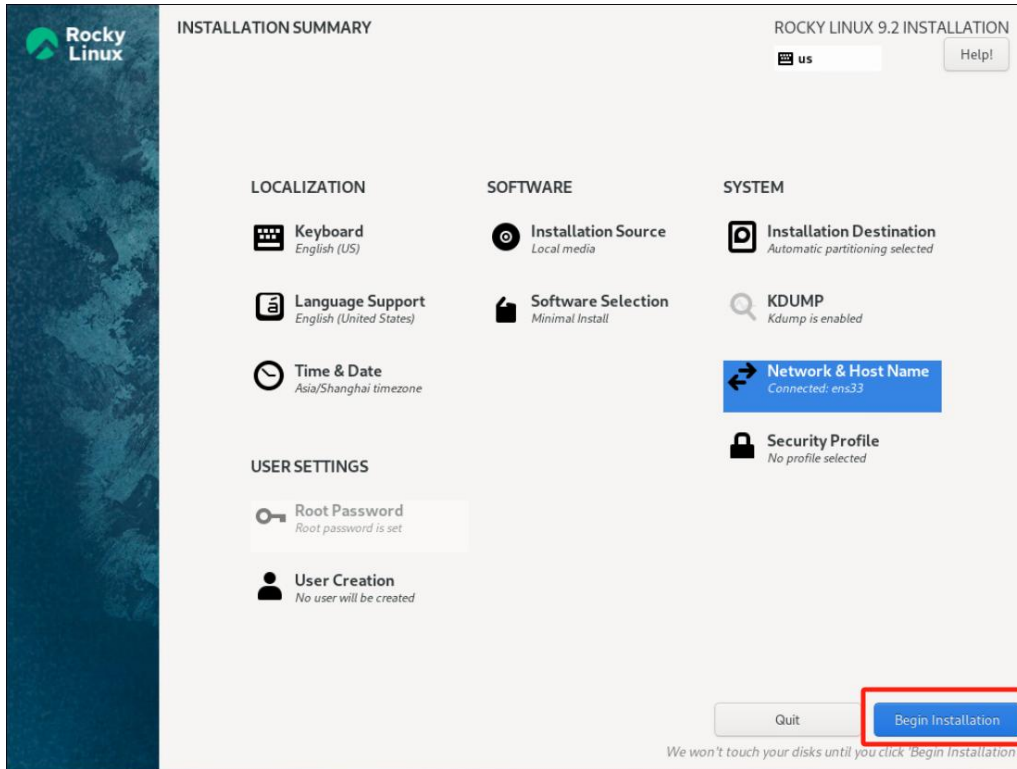 Rocky
Linux
INSTALLATION SUMMARY
ROCKY LINUX 9.2 INSTALLATION
us
Help!
LOCALIZATION
Keyboard
English (US)
Language Support
English (United States)
Time & Date
Asia/Shanghai timezone
SOFTWARE
Installation Source
Local media
Software Selection
Minimal Install
SYSTEM
Installation Destination
Automatic partitioning selected
KDUMP
Kdump is enabled
Network & Host Name
Connected: ens33
Security Profile
No profile selected
USER SETTINGS
Root Password
Root password is set
User Creation
No user will be created
Quit
Begin Installation
We won't touch your disks until you click 'Begin Installation'